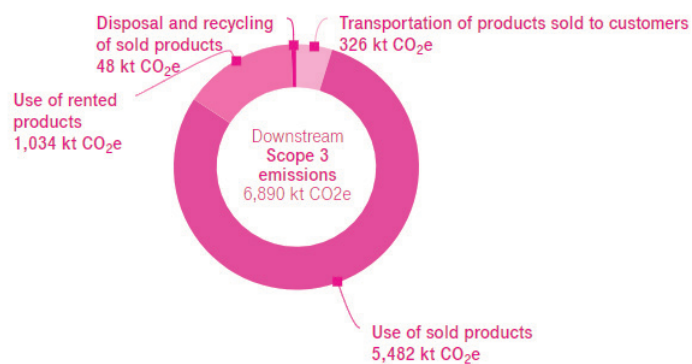 Disposal and recycling
of sold products
48 kt CO₂e
Transportation of products sold to customers
326 kt CO₂e
Use of rented
products
1,034 kt CO₂e
Downstream
Scope 3
emissions
6,890 kt CO2e
Use of sold products
5,482 kt CO₂e